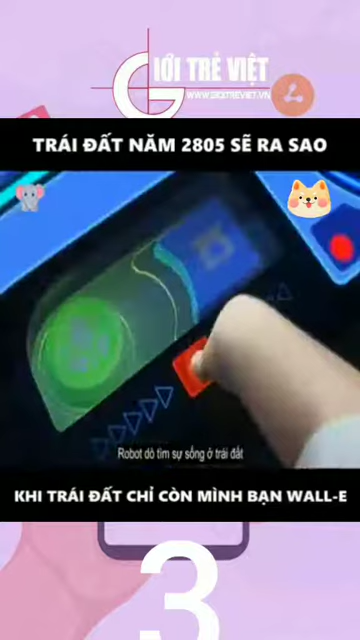 GIỚI TRẺ VIỆT
WWW.GIOITREVIET.VN
TRÁI ĐẤT NĂM 2805 SẼ RA SAO
Robot dò tìm sự sống ở trái đất
KHI TRÁI ĐẤT CHỈ CÒN MÌNH BẠN WALL-E
3